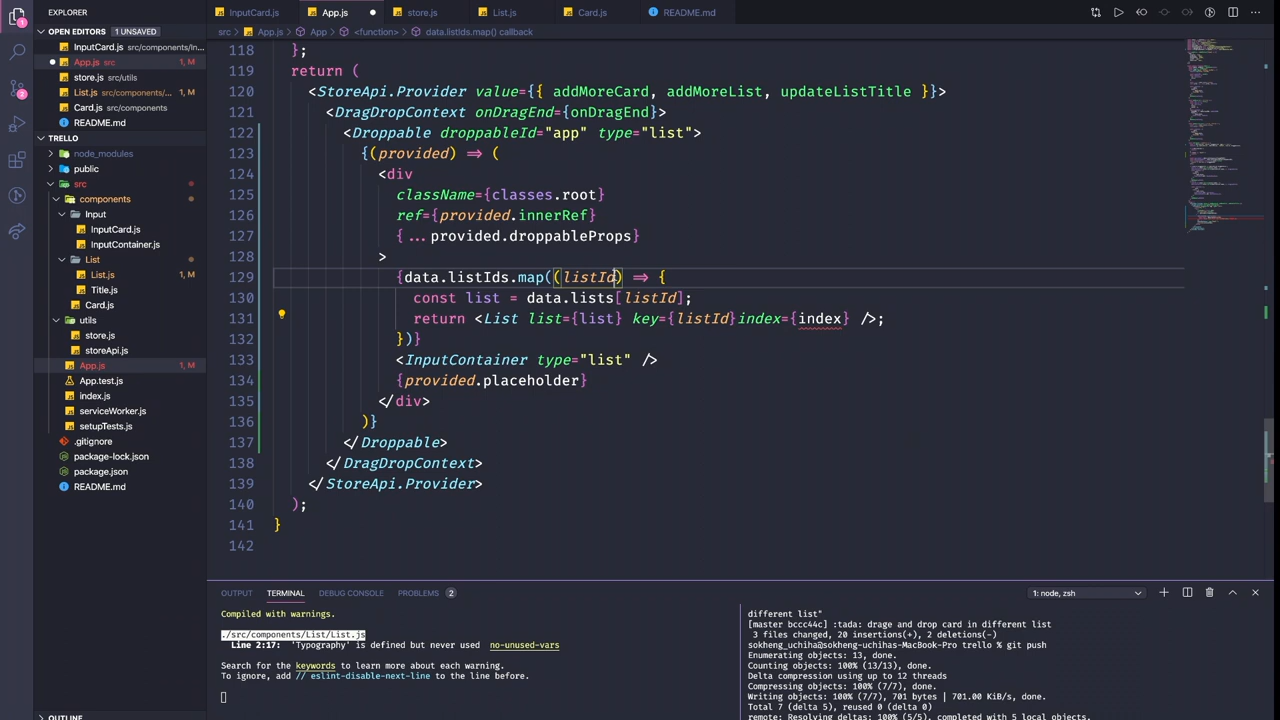 EXPLORER
InputCard.js
App.js
store.js
List.js
Card.js
README.md
OPEN EDITORS 1 UNSAVED
InputCard.js src/components/In...
App.js src 1, M
store.js src/utils
List.js src/components/... 1, M
Card.js src/components
README.md
TRELLO
node_modules
public
src
components
Input
InputCard.js
InputContainer.js
List
List.js 1, M
Title.js
Card.js
utils
store.js
storeApi.js
App.js 1, M
App.test.js
index.js
serviceWorker.js
setupTests.js
.gitignore
package-lock.json
package.json
README.md
OUTLINE
src > App.js > App > <function> > data.listIds.map() callback
118 };
119 return (
120 <StoreApi.Provider value={{ addMoreCard, addMoreList, updateListTitle }}>
121 <DragDropContext onDragEnd={onDragEnd}>
122 <Droppable droppableId="app" type="list">
123 {(provided) => (
124 <div
125 className={classes.root}
126 ref={provided.innerRef}
127 {...provided.droppableProps}
128 >
129 {data.listIds.map((listId) => {
130 const list = data.lists[listId];
131 return <List list={list} key={listId}index={index} />;
132 })}
133 <InputContainer type="list" />
134 {provided.placeholder}
135 </div>
136 )}
137 </Droppable>
138 </DragDropContext>
139 </StoreApi.Provider>
140 );
141 }
142
OUTPUT TERMINAL DEBUG CONSOLE PROBLEMS 2
1: node, zsh
Compiled with warnings.
./src/components/List/List.js
Line 2:17: 'Typography' is defined but never used no-unused-vars
Search for the keywords to learn more about each warning.
To ignore, add // eslint-disable-next-line to the line before.
different list"
[master bccc44c] :tada: drage and drop card in different list
3 files changed, 20 insertions(+), 2 deletions(-)
sokheng_uchiha@sokheng-uchihas-MacBook-Pro trello % git push
Enumerating objects: 13, done.
Counting objects: 100% (13/13), done.
Delta compression using up to 12 threads
Compressing objects: 100% (7/7), done.
Writing objects: 100% (7/7), 701 bytes | 701.00 KiB/s, done.
Total 7 (delta 5), reused 0 (delta 0)
remote: Resolving deltas: 100% (5/5), completed with 5 local objects.